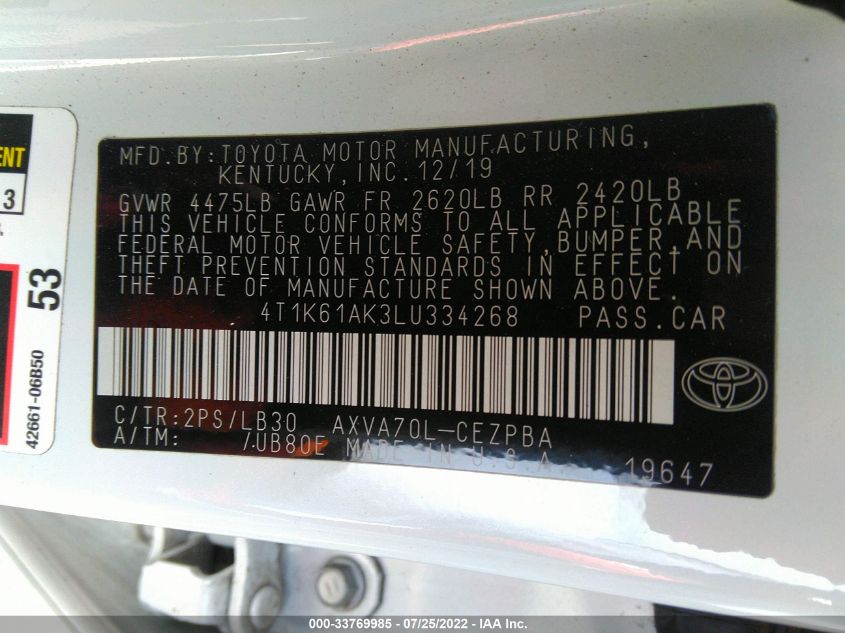 MFD.BY:TOYOTA MOTOR MANUFACTURING,
KENTUCKY,INC.12/19
GVWR 4475LB GAWR FR 2620LB RR 2420LB
THIS VEHICLE CONFORMS TO ALL APPLICABLE
FEDERAL MOTOR VEHICLE SAFETY,BUMPER,AND
THEFT PREVENTION STANDARDS IN EFFECT ON
THE DATE OF MANUFACTURE SHOWN ABOVE.
4T1K61AK3LU334268 PASS.CAR
C/TR:2PS/LB30 AXVA70L-CEZPBA
A/TM: /UB80E MADE IN U.S.A. 19647
53
42661-06B50
000-33769985 - 07/25/2022 - IAA Inc.